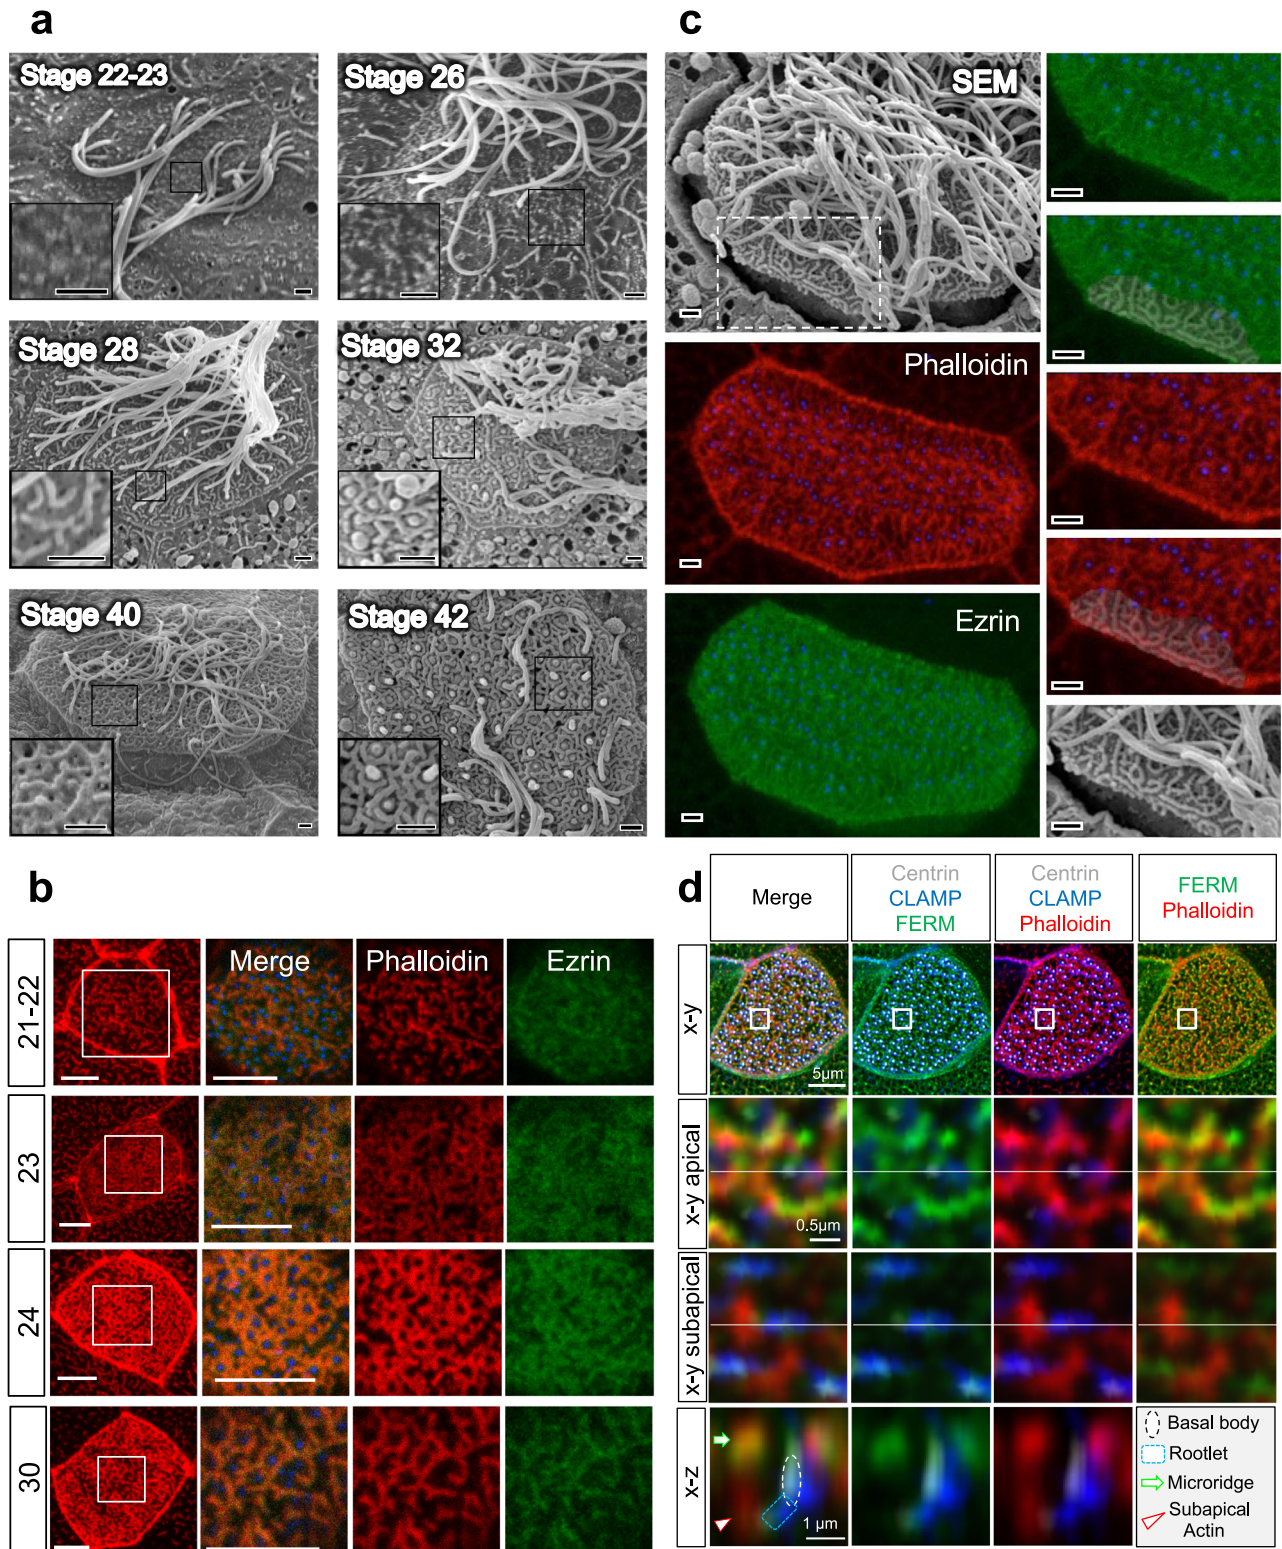 a
Stage 22-23
Stage 26
Stage 28
Stage 32
Stage 40
Stage 42
c
SEM
Phalloidin
Ezrin
b
21-22
Merge
Phalloidin
Ezrin
23
24
30
d
Merge
Centrin
CLAMP
FERM
Centrin
CLAMP
Phalloidin
FERM
Phalloidin
x-y
5µm
x-y apical
0.5µm
x-y subapical
x-z
1 µm
Basal body
Rootlet
Microridge
Subapical
Actin